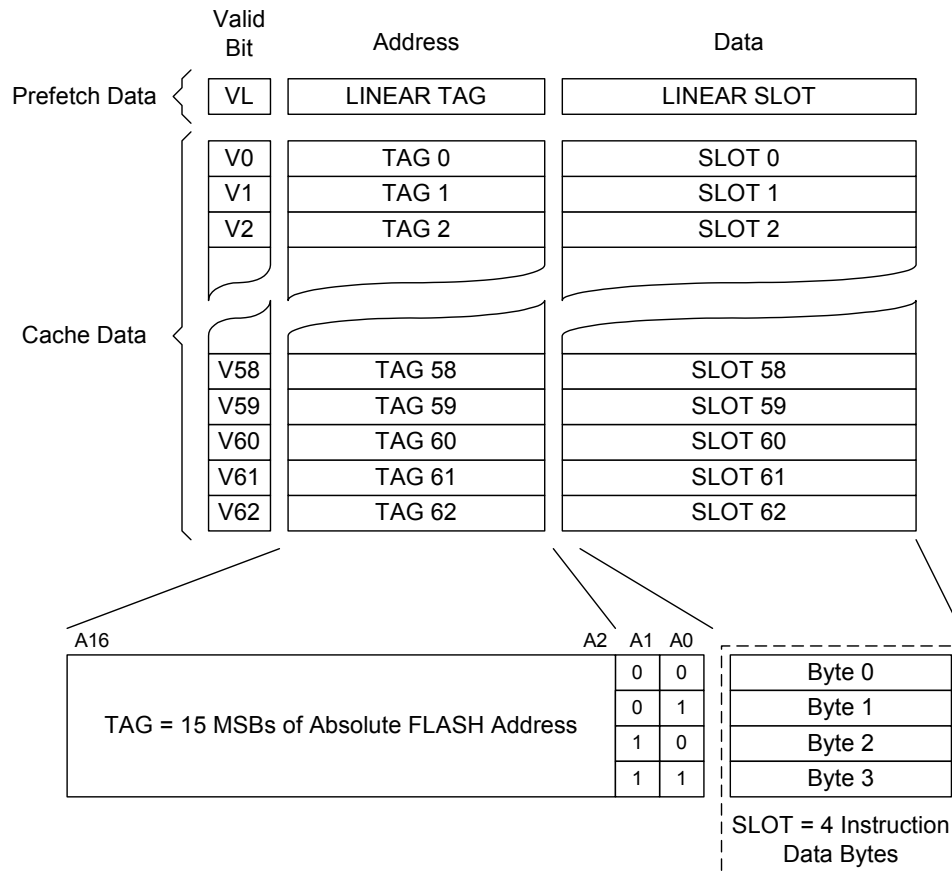 Valid
Bit
Address
Data
Prefetch Data
VL
LINEAR TAG
LINEAR SLOT
Cache Data
V0
TAG 0
SLOT 0
V1
TAG 1
SLOT 1
V2
TAG 2
SLOT 2
V58
TAG 58
SLOT 58
V59
TAG 59
SLOT 59
V60
TAG 60
SLOT 60
V61
TAG 61
SLOT 61
V62
TAG 62
SLOT 62
A16
A2
A1
A0
TAG = 15 MSBs of Absolute FLASH Address
0
0
Byte 0
0
1
Byte 1
1
0
Byte 2
1
1
Byte 3
SLOT = 4 Instruction
Data Bytes